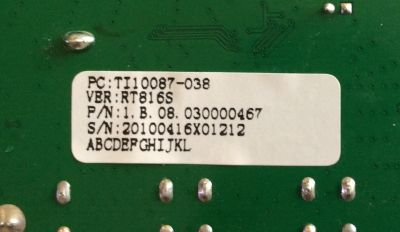 PC:TI10087-038
VER:RT816S
P/N:1.B.08.030000467
S/N:20100416X01212
ABCDEFGHIJKL